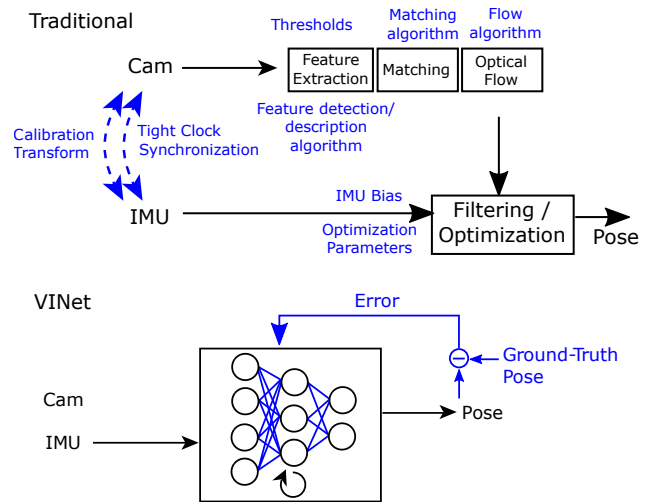 Traditional
Thresholds
Matching
algorithm
Flow algorithm
Cam
Feature
Extraction
Matching
Optical
Flow
Feature detection/
description
algorithm
Calibration
Transform
Tight Clock
Synchronization
IMU
IMU Bias
Optimization
Parameters
Filtering /
Optimization
Pose
VINet
Error
Ground-Truth
Pose
Cam
IMU
Pose